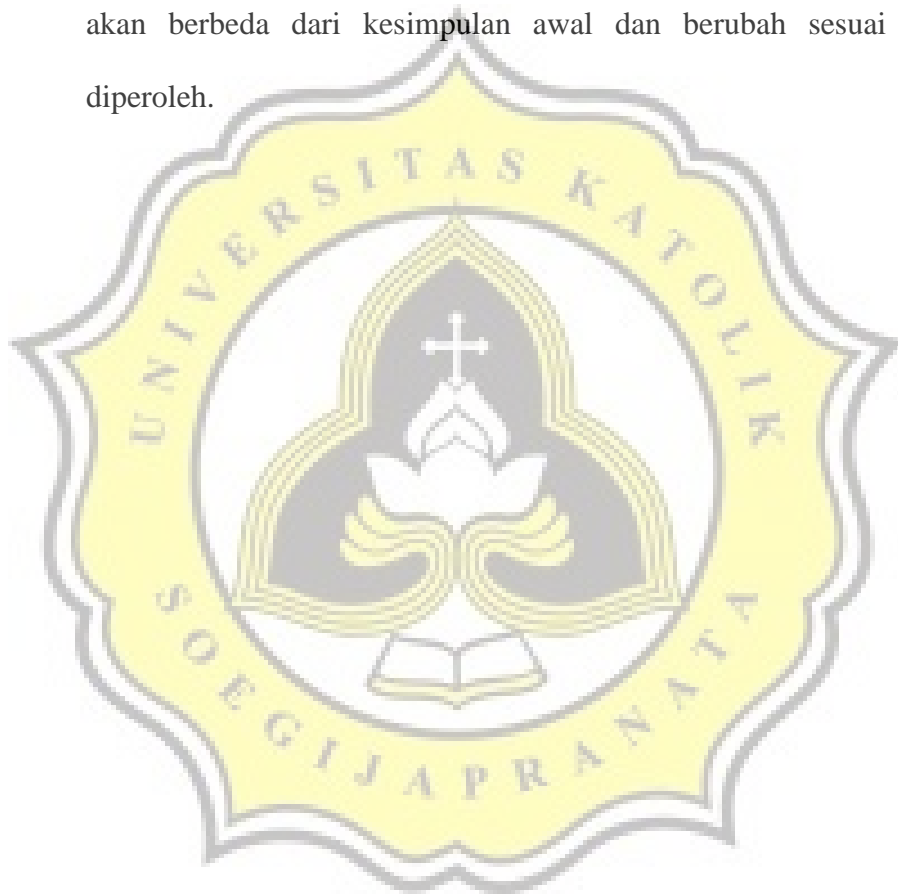 akan berbeda dari kesimpulan awal dan berubah sesuai
diperoleh.
UNIVERSITAS KATOLIK
SOEGIJAPRANATA